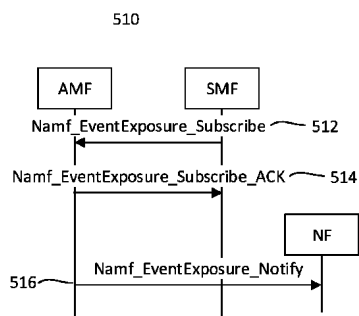 510
AMF SMF
Namf_EventExposure_Subscribe 512
Namf_EventExposure_Subscribe_ACK 514
NF
Namf_EventExposure_Notify
516